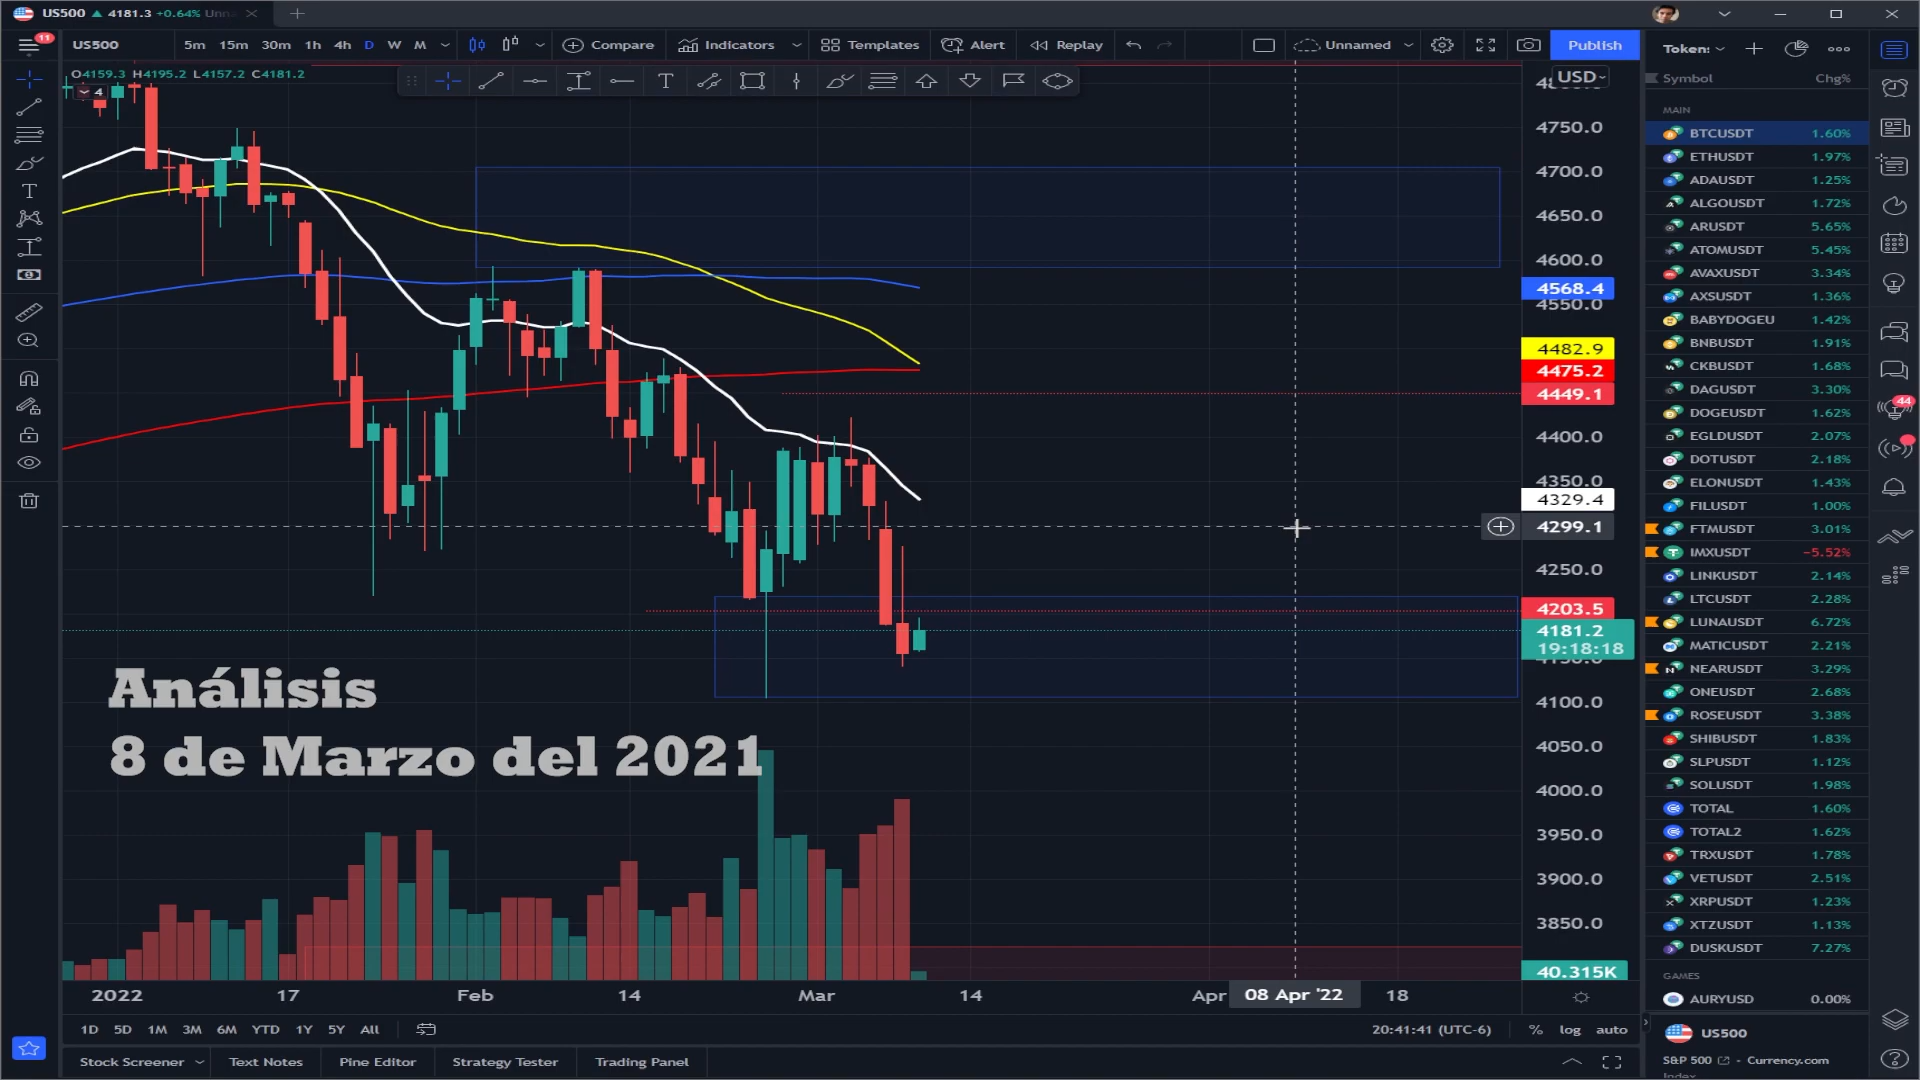 US500 ▲ 4181.3 +0.64% Unn
US500 5m 15m 30m 1h 4h D W M Compare Indicators Templates Alert Replay Unnamed Publish
11
O4159.3 H4195.2 L4157.2 C4181.2
4
USD
4750.0
4700.0
4650.0
4600.0
4568.4
4550.0
4482.9
4475.2
4449.1
4400.0
4350.0
4329.4
4299.1
4250.0
4203.5
4181.2
19:18:18
4100.0
4050.0
4000.0
3950.0
3900.0
3850.0
40.315K
Análisis
8 de Marzo del 2021
2022 17 Feb 14 Mar 14 Apr 08 Apr '22 18
1D 5D 1M 3M 6M YTD 1Y 5Y All
20:41:41 (UTC-6) % log auto
Stock Screener Text Notes Pine Editor Strategy Tester Trading Panel
Token:
Symbol Chg%
MAIN
BTCUSDT 1.60%
ETHUSDT 1.97%
ADAUSDT 1.25%
ALGOUSDT 1.72%
ARUSDT 5.65%
ATOMUSDT 5.45%
AVAXUSDT 3.34%
AXSUSDT 1.36%
BABYDOGEU 1.42%
BNBUSDT 1.91%
CKBUSDT 1.68%
DAGUSDT 3.30%
DOGEUSDT 1.62%
EGLDUSDT 2.07%
DOTUSDT 2.18%
ELONUSDT 1.43%
FILUSDT 1.00%
FTMUSDT 3.01%
IMXUSDT −5.52%
LINKUSDT 2.14%
LTCUSDT 2.28%
LUNAUSDT 6.72%
MATICUSDT 2.21%
NEARUSDT 3.29%
ONEUSDT 2.68%
ROSEUSDT 3.38%
SHIBUSDT 1.83%
SLPUSDT 1.12%
SOLUSDT 1.98%
TOTAL 1.60%
TOTAL2 1.62%
TRXUSDT 1.78%
VETUSDT 2.51%
XRPUSDT 1.23%
XTZUSDT 1.13%
DUSKUSDT 7.27%
GAMES
AURYUSD 0.00%
US500
S&P 500 - Currency.com
44